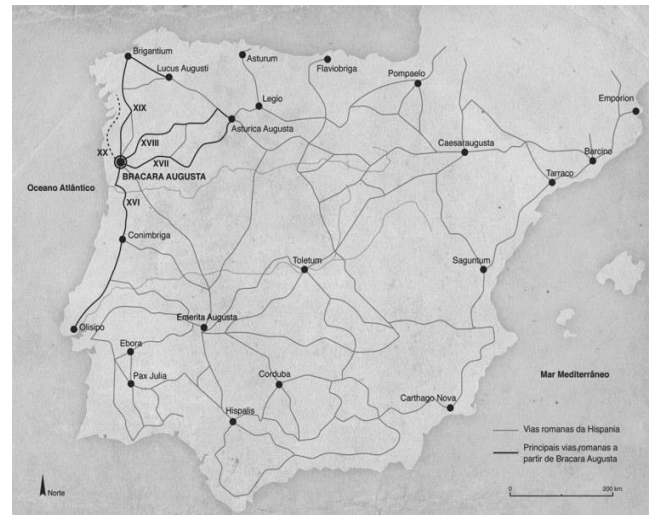 Brigantium
Asturum
Lucus Augusti
Flaviobriga
Pompaelo
Legio
Emporion
XIX
Asturica Augusta
XVIII
Caesaraugusta
XX
XVII
Barcino
BRACARA AUGUSTA
Tarraco
Oceano Atlântico
XVI
Conimbriga
Toletum
Saguntum
Emerita Augusta
Olisipo
Ebora
Pax Julia
Corduba
Mar Mediterrâneo
Carthago Nova
Hispalis
Vias romanas da Hispania
Principais vias romanas a
partir de Bracara Augusta
Norte
0
200 km